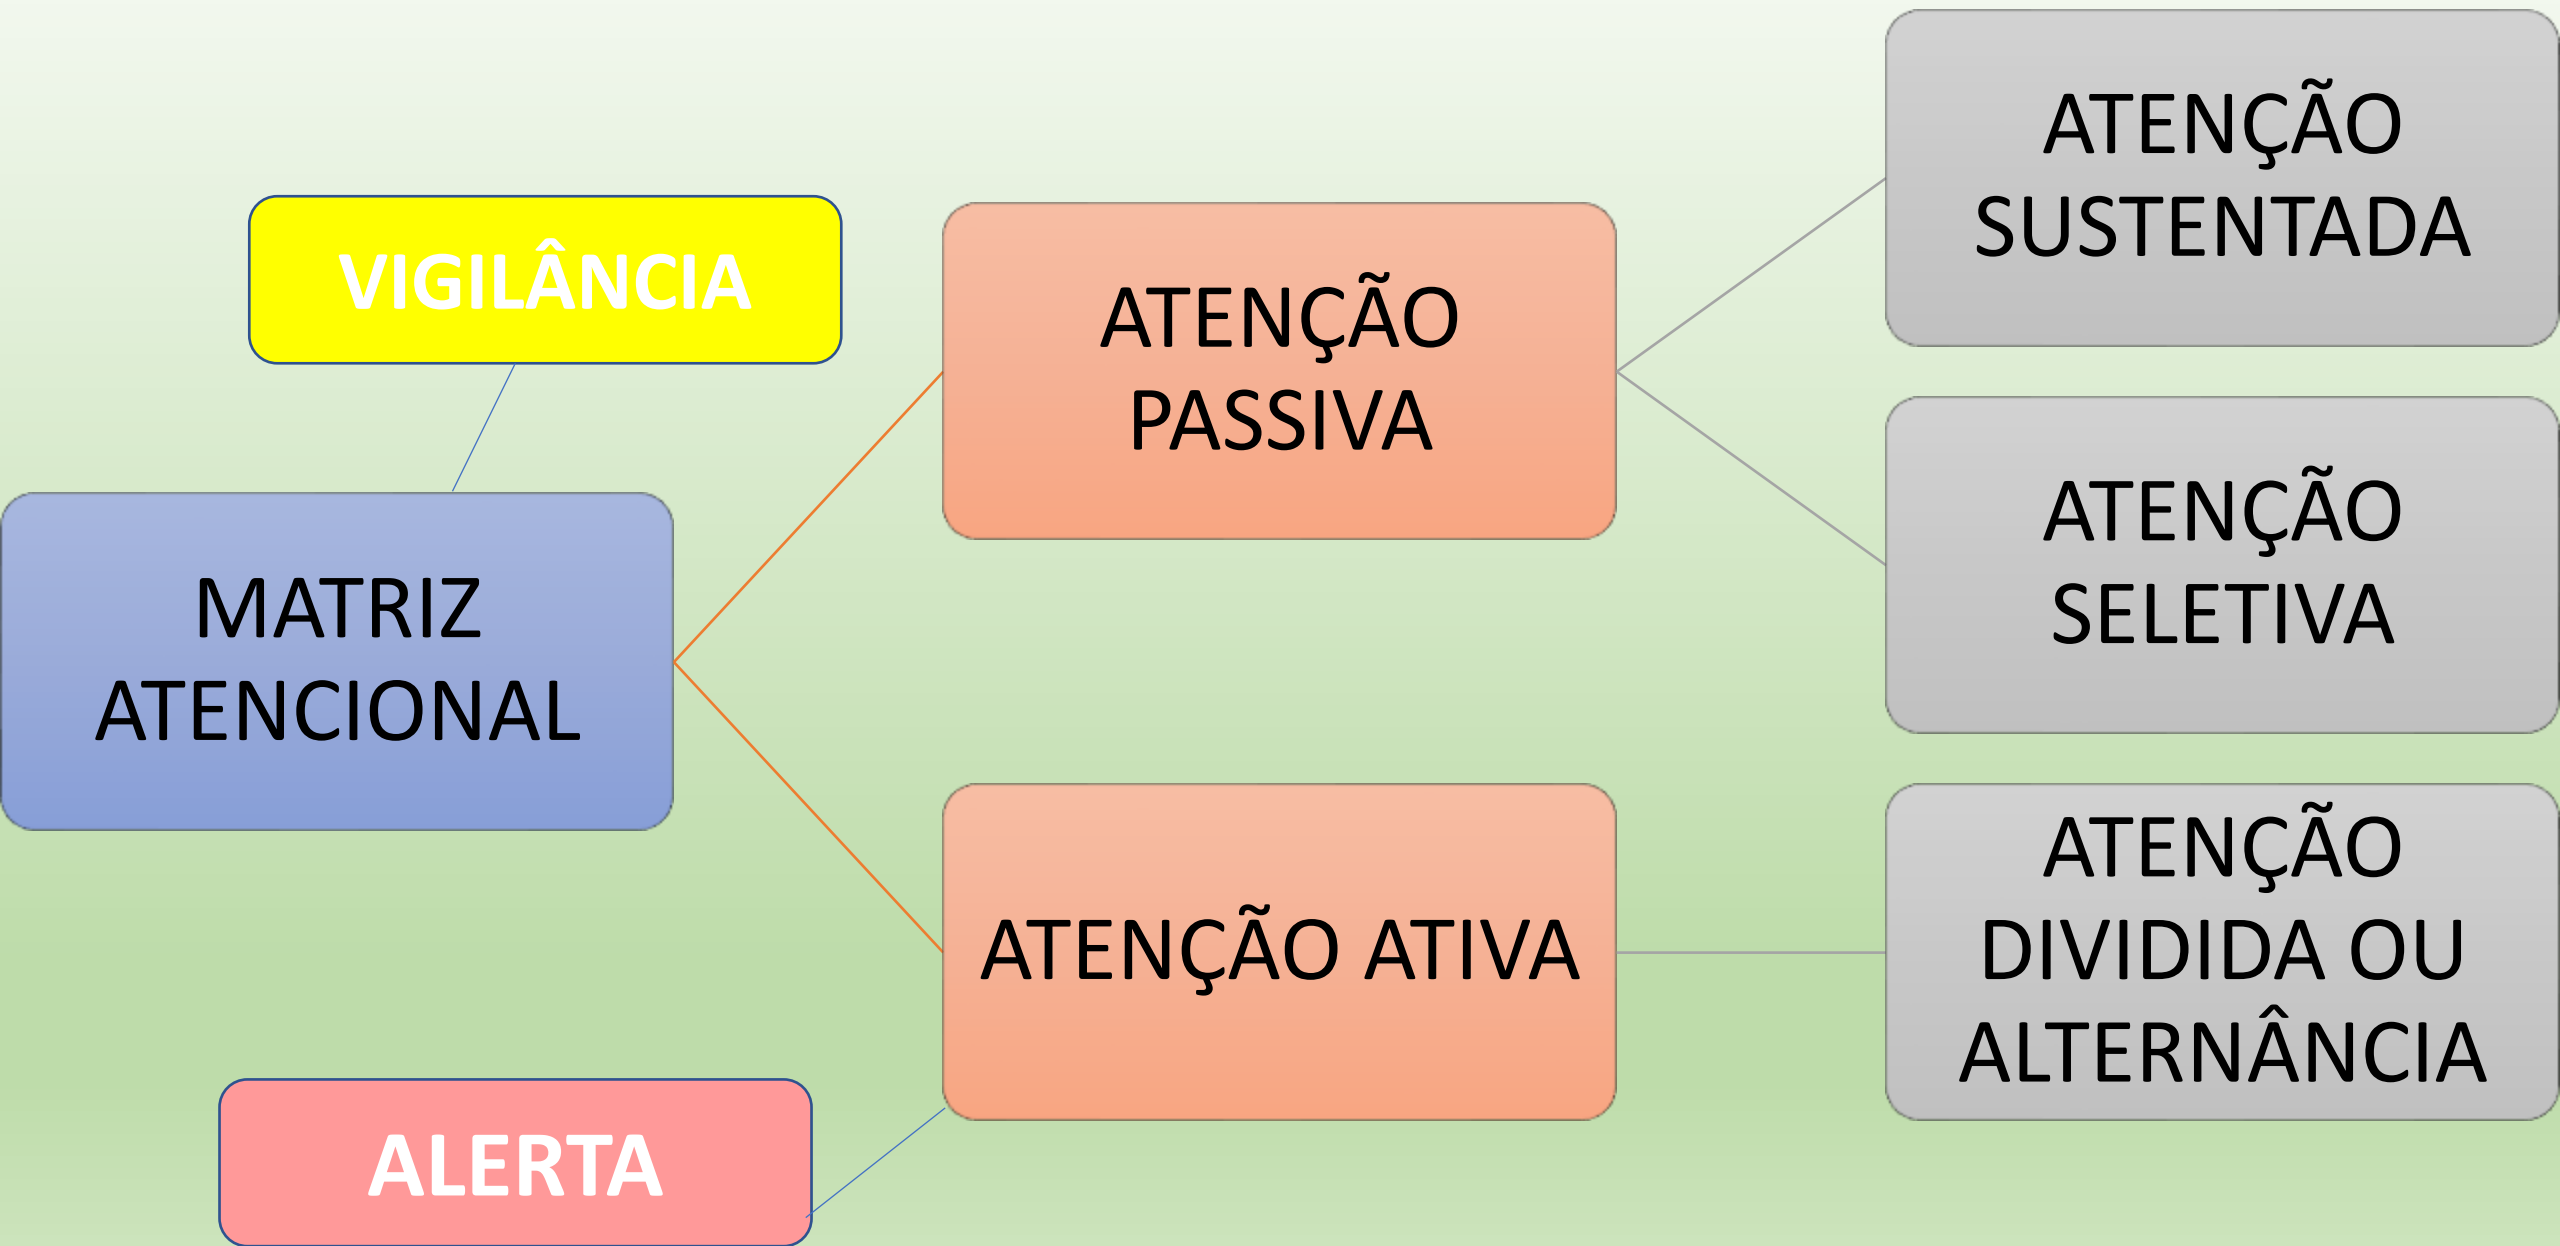 VIGILÂNCIA
MATRIZ
ATENCIONAL
ALERTA
ATENÇÃO
PASSIVA
ATENÇÃO ATIVA
ATENÇÃO
SUSTENTADA
ATENÇÃO
SELETIVA
ATENÇÃO
DIVIDIDA OU
ALTERNÂNCIA